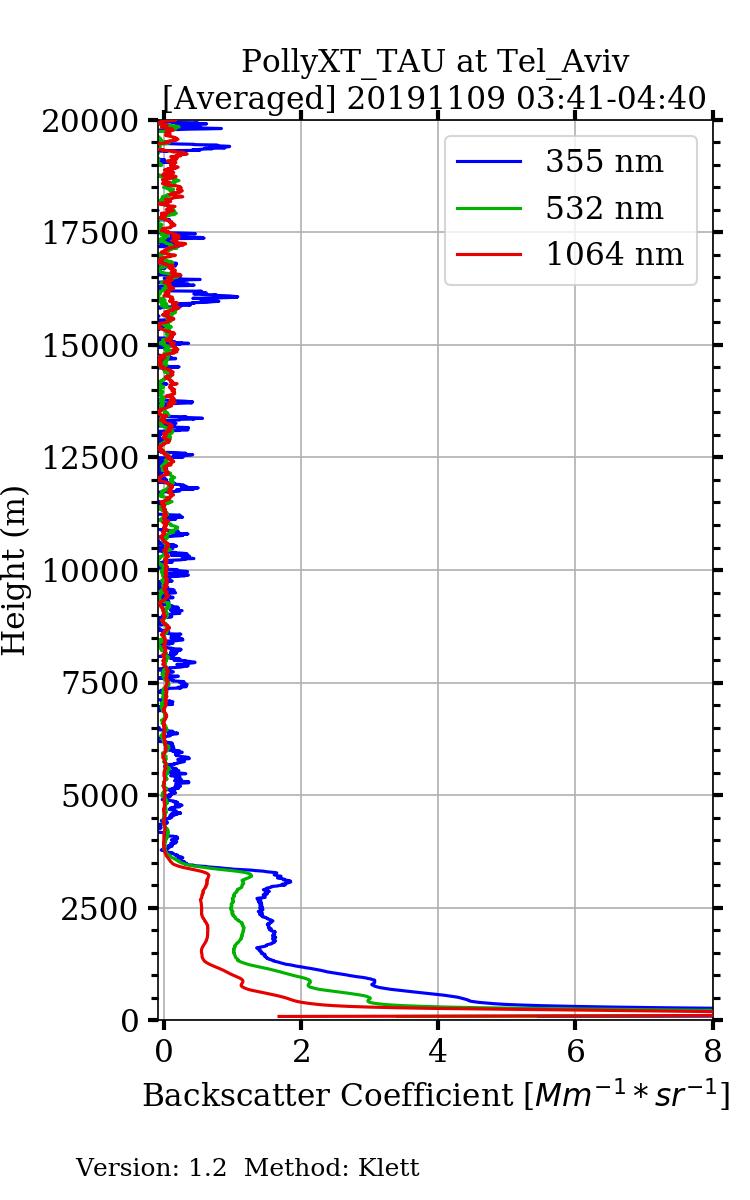 PollyXT_TAU at Tel_Aviv
[Averaged] 20191109 03:41-04:40
355 nm
532 nm
1064 nm
20000
17500
15000
12500
10000
7500
5000
2500
0
Height (m)
0 2 4 6 8
Backscatter Coefficient [Mm⁻¹ * sr⁻¹]
Version: 1.2 Method: Klett